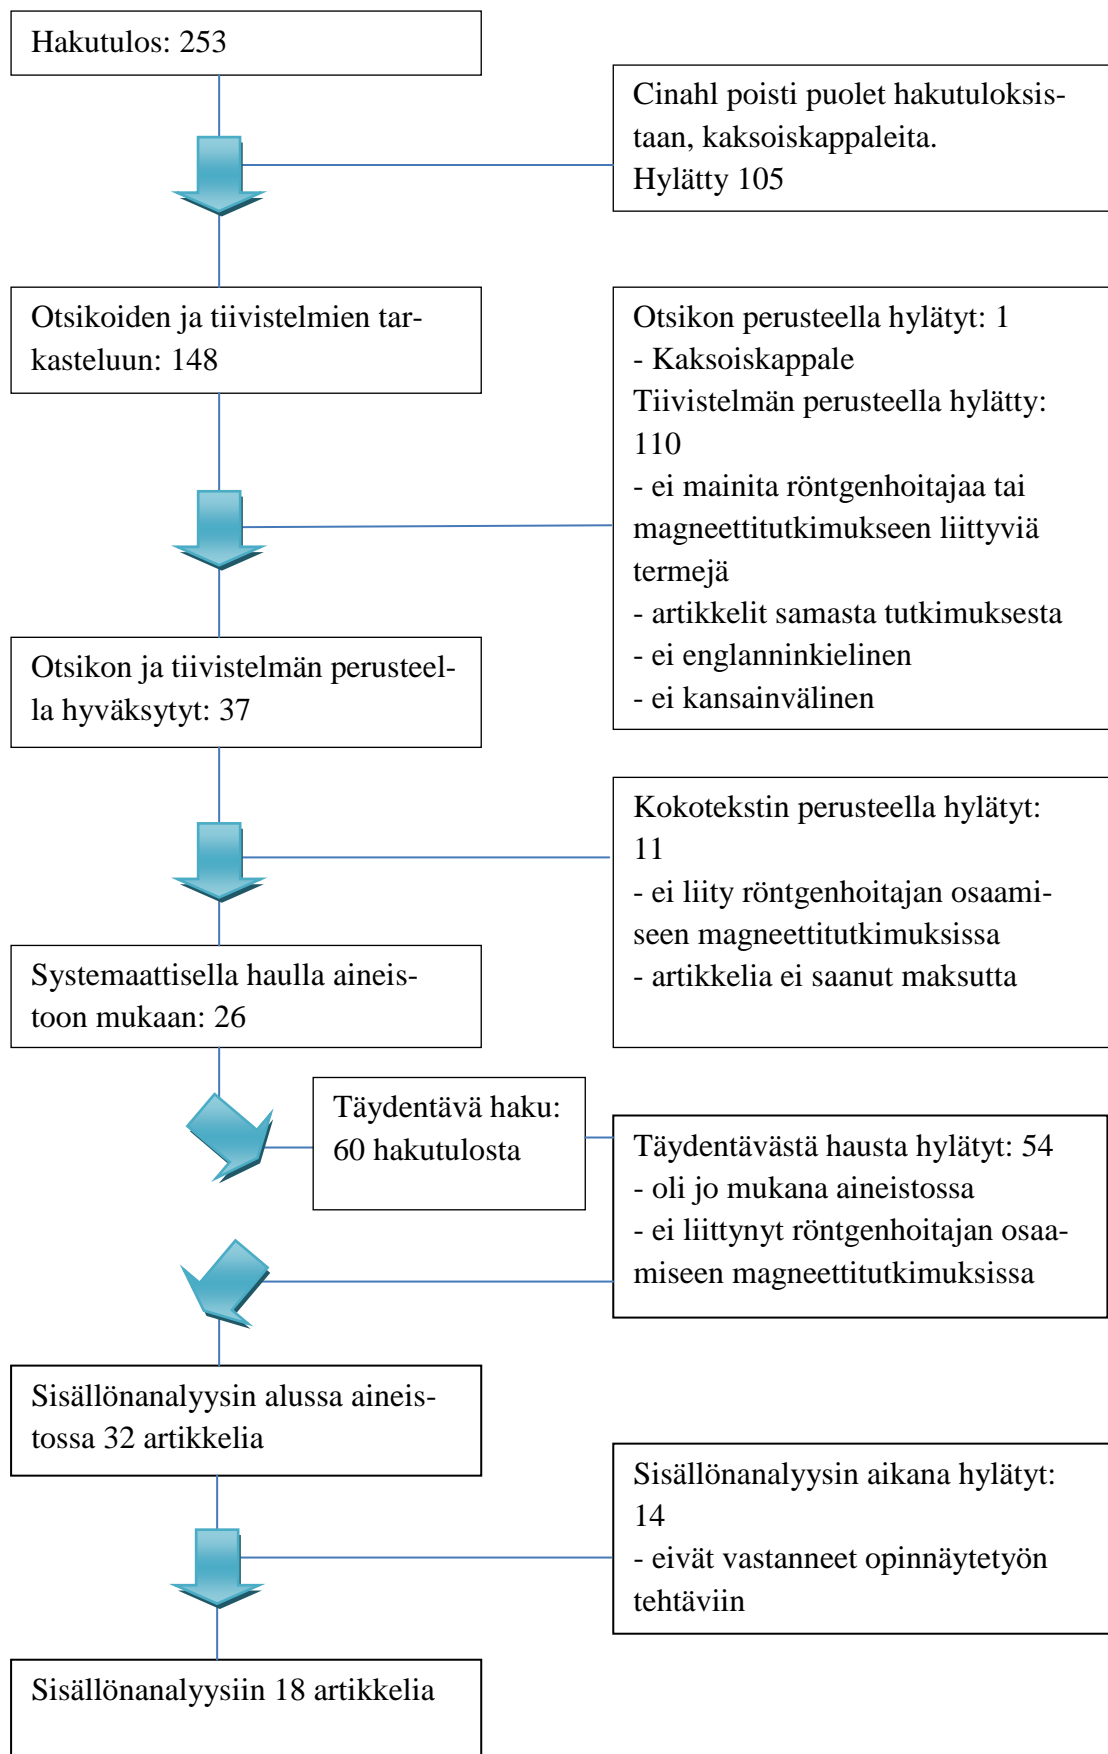 Hakutulos: 253
Cinahl poisti puolet hakutuloksis-
taan, kaksoiskappaleita.
Hylätty 105
Otsikoiden ja tiivistelmien tar-
kasteluun: 148
Otsikon perusteella hylätyt: 1
- Kaksoiskappale
Tiivistelmän perusteella hylätty:
110
- ei mainita röntgenhoitajaa tai
magneettitutkimukseen liittyviä
termejä
- artikkelit samasta tutkimuksesta
- ei englanninkielinen
- ei kansainvälinen
Otsikon ja tiivistelmän perusteel-
la hyväksytyt: 37
Kokotekstin perusteella hylätyt:
11
- ei liity röntgenhoitajan osaami-
seen magneettitutkimuksissa
- artikkelia ei saanut maksutta
Systemaattisella haulla aineis-
toon mukaan: 26
Täydentävä haku:
60 hakutulosta
Täydentävästä hausta hylätyt: 54
- oli jo mukana aineistossa
- ei liittynyt röntgenhoitajan osaa-
miseen magneettitutkimuksissa
Sisällönanalyysin alussa aineis-
tossa 32 artikkelia
Sisällönanalyysin aikana hylätyt:
14
- eivät vastanneet opinnäytetyön
tehtäviin
Sisällönanalyysiin 18 artikkelia